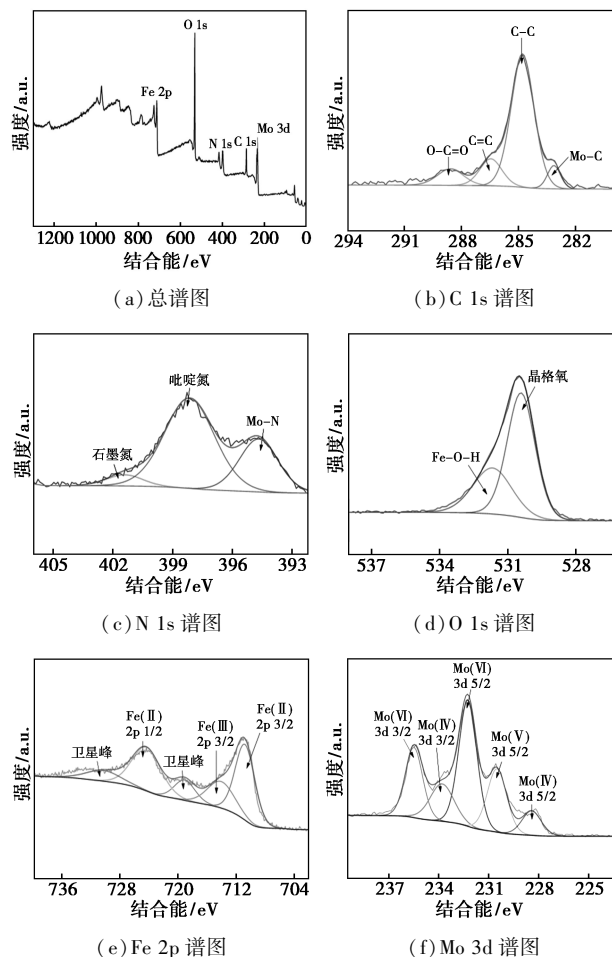 O 1s
Fe 2p
N 1s
C 1s
Mo 3d
强度/a.u.
1200 1000 800 600 400 200 0
结合能/eV
(a)总谱图
C-C
O-C=O
C=C
Mo-C
强度/a.u.
294 291 288 285 282 280
结合能/eV
(b)C 1s 谱图
吡啶氮
Mo-N
石墨氮
强度/a.u.
405 402 399 396 393
结合能/eV
(c)N 1s 谱图
晶格氧
Fe-O-H
强度/a.u.
537 534 531 528
结合能/eV
(d)O 1s 谱图
卫星峰
Fe(Ⅱ)
2p 1/2
卫星峰
Fe(Ⅲ)
2p 3/2
Fe(Ⅱ)
2p 3/2
强度/a.u.
736 728 720 712 704
结合能/eV
(e)Fe 2p 谱图
Mo(Ⅵ)
3d 3/2
Mo(Ⅳ)
3d 3/2
Mo(Ⅵ)
3d 5/2
Mo(Ⅴ)
3d 5/2
Mo(Ⅳ)
3d 5/2
强度/a.u.
237 234 231 228 225
结合能/eV
(f)Mo 3d 谱图